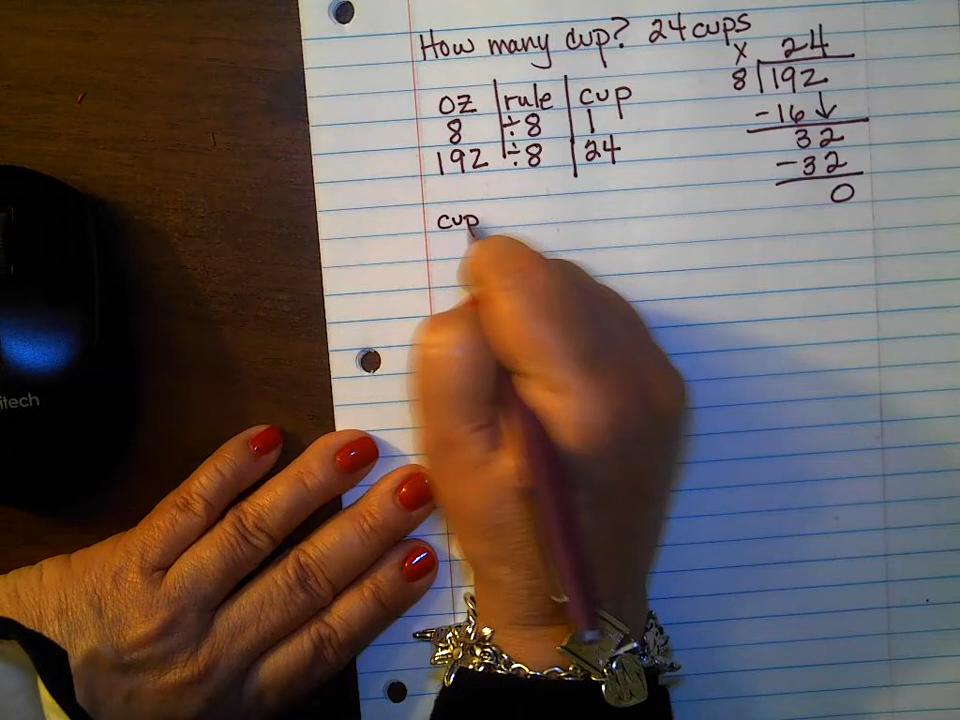 How many cup? 24 cups
oz | rule | cup
8 | ÷8 | 1
192 | ÷8 | 24
cup
x 24
8 192
-16↓
32
-32
0
itech